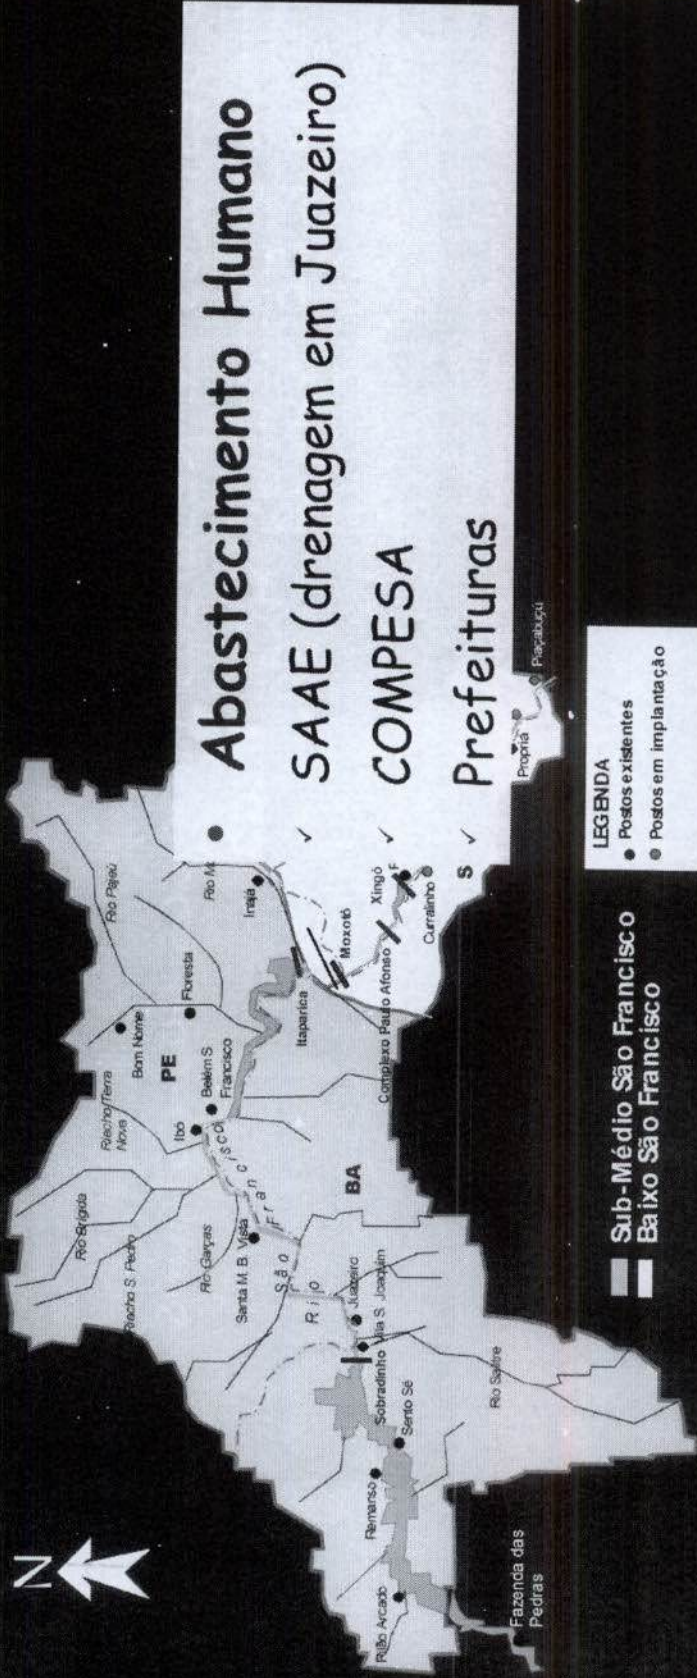 N
Abastecimento Humano
✓ SAAE (drenagem em Juazeiro)
✓ COMPESA
✓ Prefeituras
Rio Pajeú
Rio Brígida
Riacho Terra
Nova
Bom Nome
Floresta
PE
Riacho S. Pedro
Rio Garças
Ibó
Belém S.
Francisco
Inajá
Santa M. B. Vista
Rio São Francisco
Itaparica
Moxotó
Xingó
Complexo Paulo Afonso
Curralinho
S
BA
Juazeiro
Sobradinho
Vila S. Joaquim
Sento Sé
Remanso
Pilão Arcado
Rio Salitre
Fazenda das
Pedras
Propriá
Piaçabuçú
Sub-Médio São Francisco
Baixo São Francisco
LEGENDA
Postos existentes
Postos em implantação